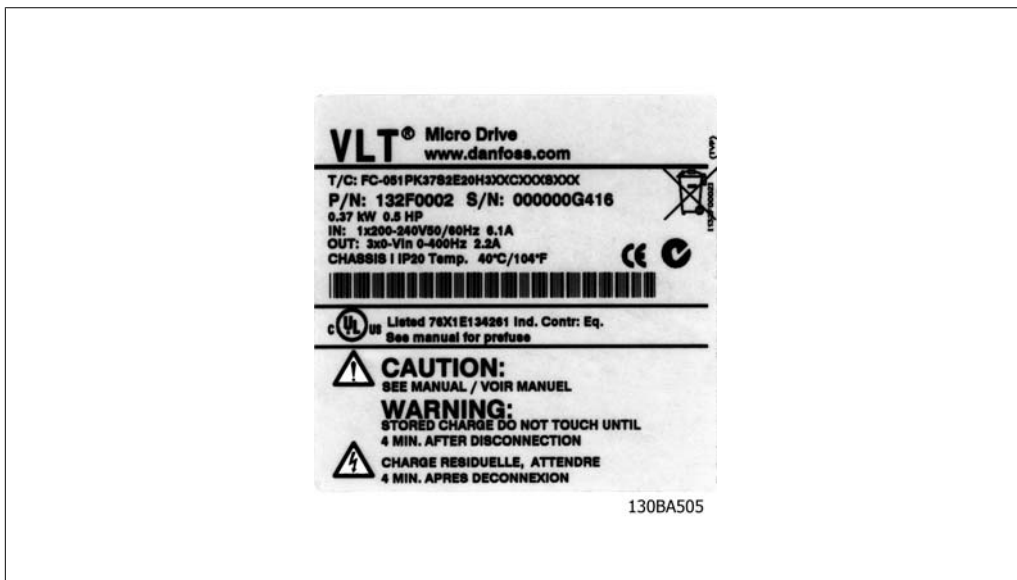 VLT® Micro Drive
www.danfoss.com
T/C: FC-051PK37S2E20H3XXCXXXSXXX
P/N: 132F0002 S/N: 000000G416
0.37 kW 0.5 HP
IN: 1x200-240V50/60Hz 6.1A
OUT: 3x0-Vin 0-400Hz 2.2A
CHASSIS I IP20 Temp. 40°C/104°F
CE
C UL US Listed 76X1E134261 Ind. Contr: Eq.
See manual for prefuse
CAUTION:
SEE MANUAL / VOIR MANUEL
WARNING:
STORED CHARGE DO NOT TOUCH UNTIL
4 MIN. AFTER DISCONNECTION
CHARGE RESIDUELLE, ATTENDRE
4 MIN. APRES DECONNEXION
130BA505